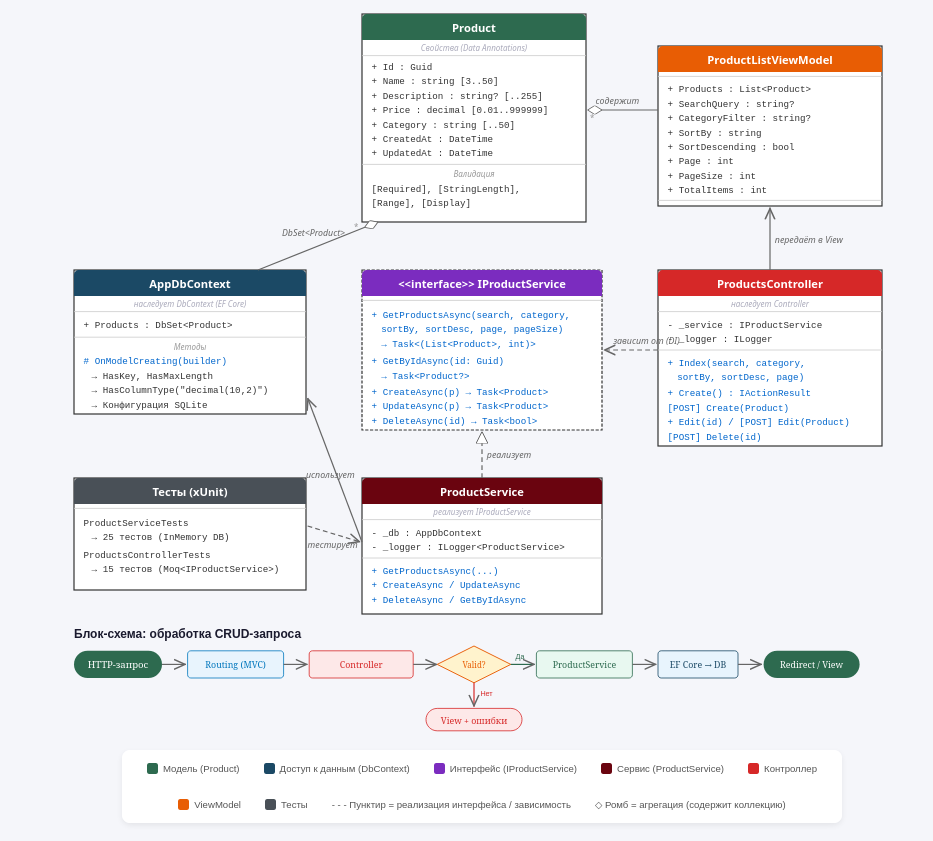 Product
Свойства (Data Annotations)
+ Id : Guid
+ Name : string [3..50]
+ Description : string? [..255]
+ Price : decimal [0.01..999999]
+ Category : string [..50]
+ CreatedAt : DateTime
+ UpdatedAt : DateTime
Валидация
[Required], [StringLength],
[Range], [Display]
содержит
*
ProductListViewModel
+ Products : List<Product>
+ SearchQuery : string?
+ CategoryFilter : string?
+ SortBy : string
+ SortDescending : bool
+ Page : int
+ PageSize : int
+ TotalItems : int
DbSet<Product>
*
передаёт в View
AppDbContext
наследует DbContext (EF Core)
+ Products : DbSet<Product>
Методы
# OnModelCreating(builder)
→ HasKey, HasMaxLength
→ HasColumnType("decimal(10,2)")
→ Конфигурация SQLite
<<interface>> IProductService
+ GetProductsAsync(search, category,
sortBy, sortDesc, page, pageSize)
→ Task<(List<Product>, int)>
+ GetByIdAsync(id: Guid)
→ Task<Product?>
+ CreateAsync(p) → Task<Product>
+ UpdateAsync(p) → Task<Product>
+ DeleteAsync(id) → Task<bool>
зависит от (DI)
ProductsController
наследует Controller
- _service : IProductService
- _logger : ILogger
+ Index(search, category,
sortBy, sortDesc, page)
+ Create() : IActionResult
[POST] Create(Product)
+ Edit(id) / [POST] Edit(Product)
[POST] Delete(id)
реализует
использует
тестирует
Тесты (xUnit)
ProductServiceTests
→ 25 тестов (InMemory DB)
ProductsControllerTests
→ 15 тестов (Moq<IProductService>)
ProductService
реализует IProductService
- _db : AppDbContext
- _logger : ILogger<ProductService>
+ GetProductsAsync(...)
+ CreateAsync / UpdateAsync
+ DeleteAsync / GetByIdAsync
Блок-схема: обработка CRUD-запроса
HTTP-запрос
Routing (MVC)
Controller
Valid?
Да
ProductService
EF Core → DB
Redirect / View
Нет
View + ошибки
Модель (Product)
Доступ к данным (DbContext)
Интерфейс (IProductService)
Сервис (ProductService)
Контроллер
ViewModel
Тесты
- - - Пунктир = реализация интерфейса / зависимость
◇ Ромб = агрегация (содержит коллекцию)